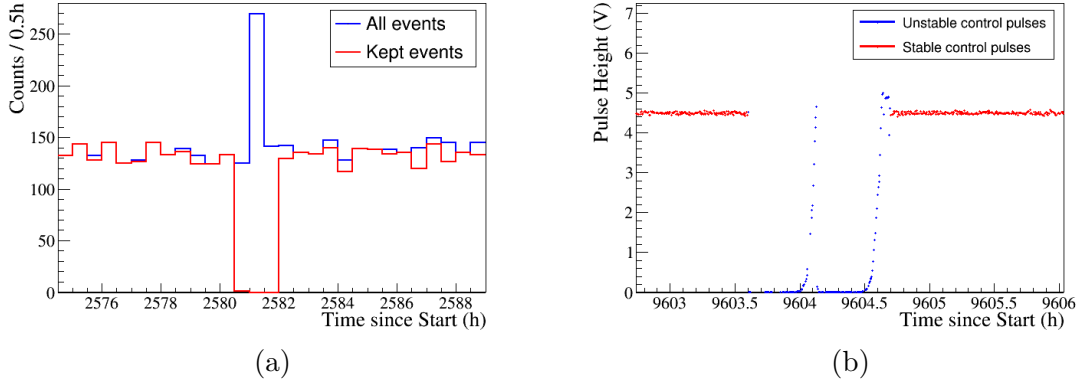 All events
Kept events
Counts / 0.5h
0
50
100
150
200
250
2576
2578
2580
2582
2584
2586
2588
Time since Start (h)
(a)
Unstable control pulses
Stable control pulses
Pulse Height (V)
0
1
2
3
4
5
6
7
9603
9603.5
9604
9604.5
9605
9605.5
9606
Time since Start (h)
(b)